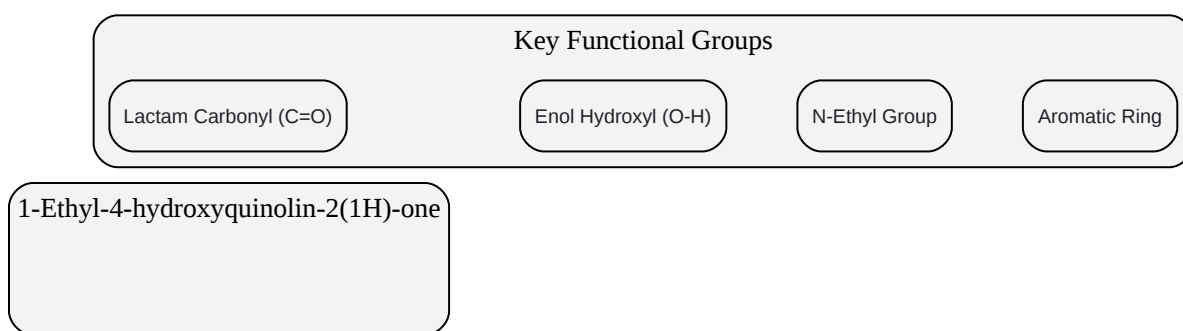 Key Functional Groups
Lactam Carbonyl (C=O)
Enol Hydroxyl (O-H)
N-Ethyl Group
Aromatic Ring
1-Ethyl-4-hydroxyquinolin-2(1H)-one